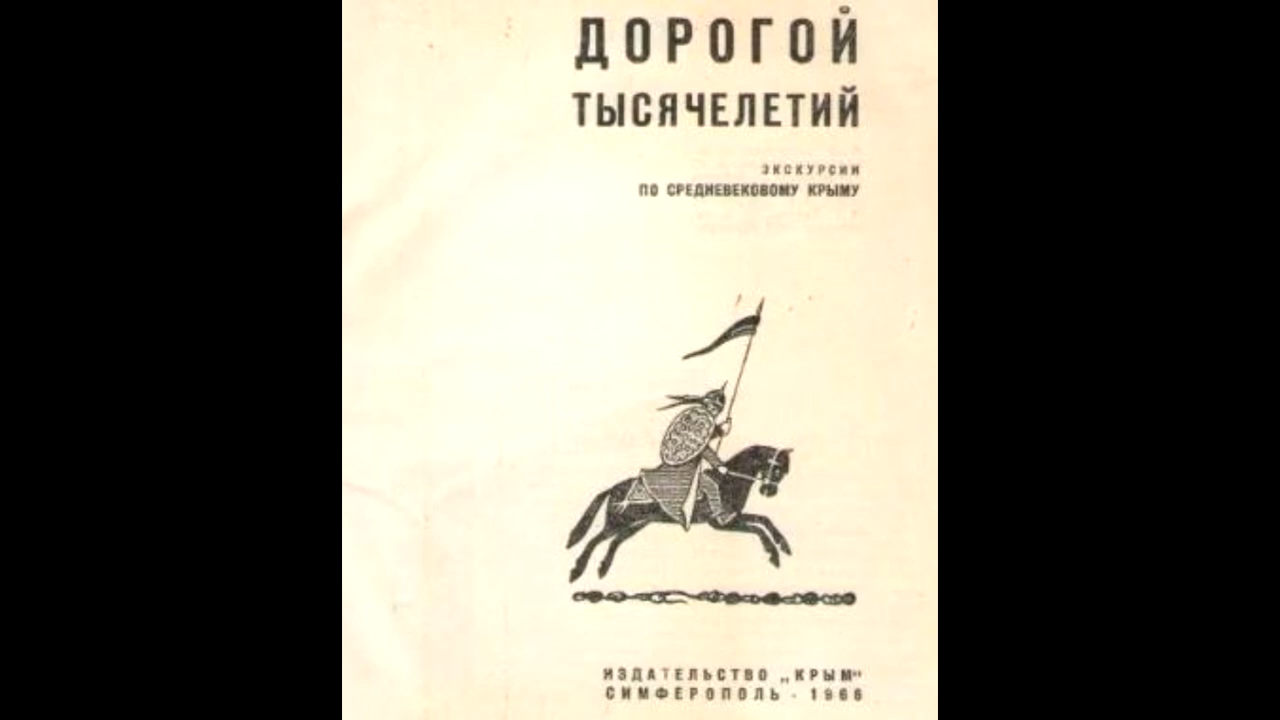 ДОРОГОЙ
ТЫСЯЧЕЛЕТИЙ
ЭКСКУРСИИ
ПО СРЕДНЕВЕКОВОМУ КРЫМУ
ИЗДАТЕЛЬСТВО „КРЫМ“
СИМФЕРОПОЛЬ - 1966